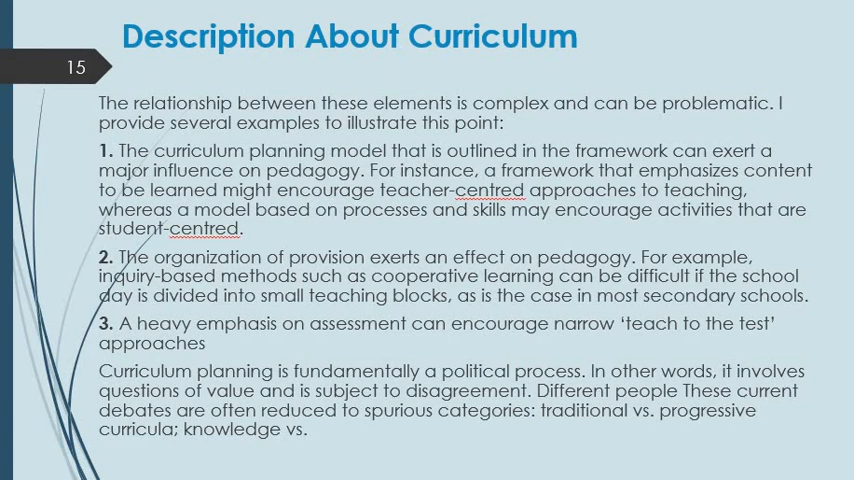 Description About Curriculum
15
The relationship between these elements is complex and can be problematic. I
provide several examples to illustrate this point:
1. The curriculum planning model that is outlined in the framework can exert a
major influence on pedagogy. For instance, a framework that emphasizes content
to be learned might encourage teacher-centred approaches to teaching,
whereas a model based on processes and skills may encourage activities that are
student-centred.
2. The organization of provision exerts an effect on pedagogy. For example,
inquiry-based methods such as cooperative learning can be difficult if the school
day is divided into small teaching blocks, as is the case in most secondary schools.
3. A heavy emphasis on assessment can encourage narrow ‘teach to the test’
approaches
Curriculum planning is fundamentally a political process. In other words, it involves
questions of value and is subject to disagreement. Different people These current
debates are often reduced to spurious categories: traditional vs. progressive
curricula; knowledge vs.